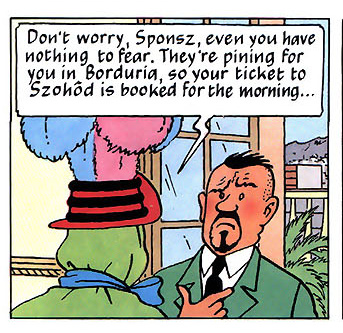 Don't worry, Sponsz, even you have
nothing to fear. They're pining for
you in Borduria, so your ticket to
Szohôd is booked for the morning...